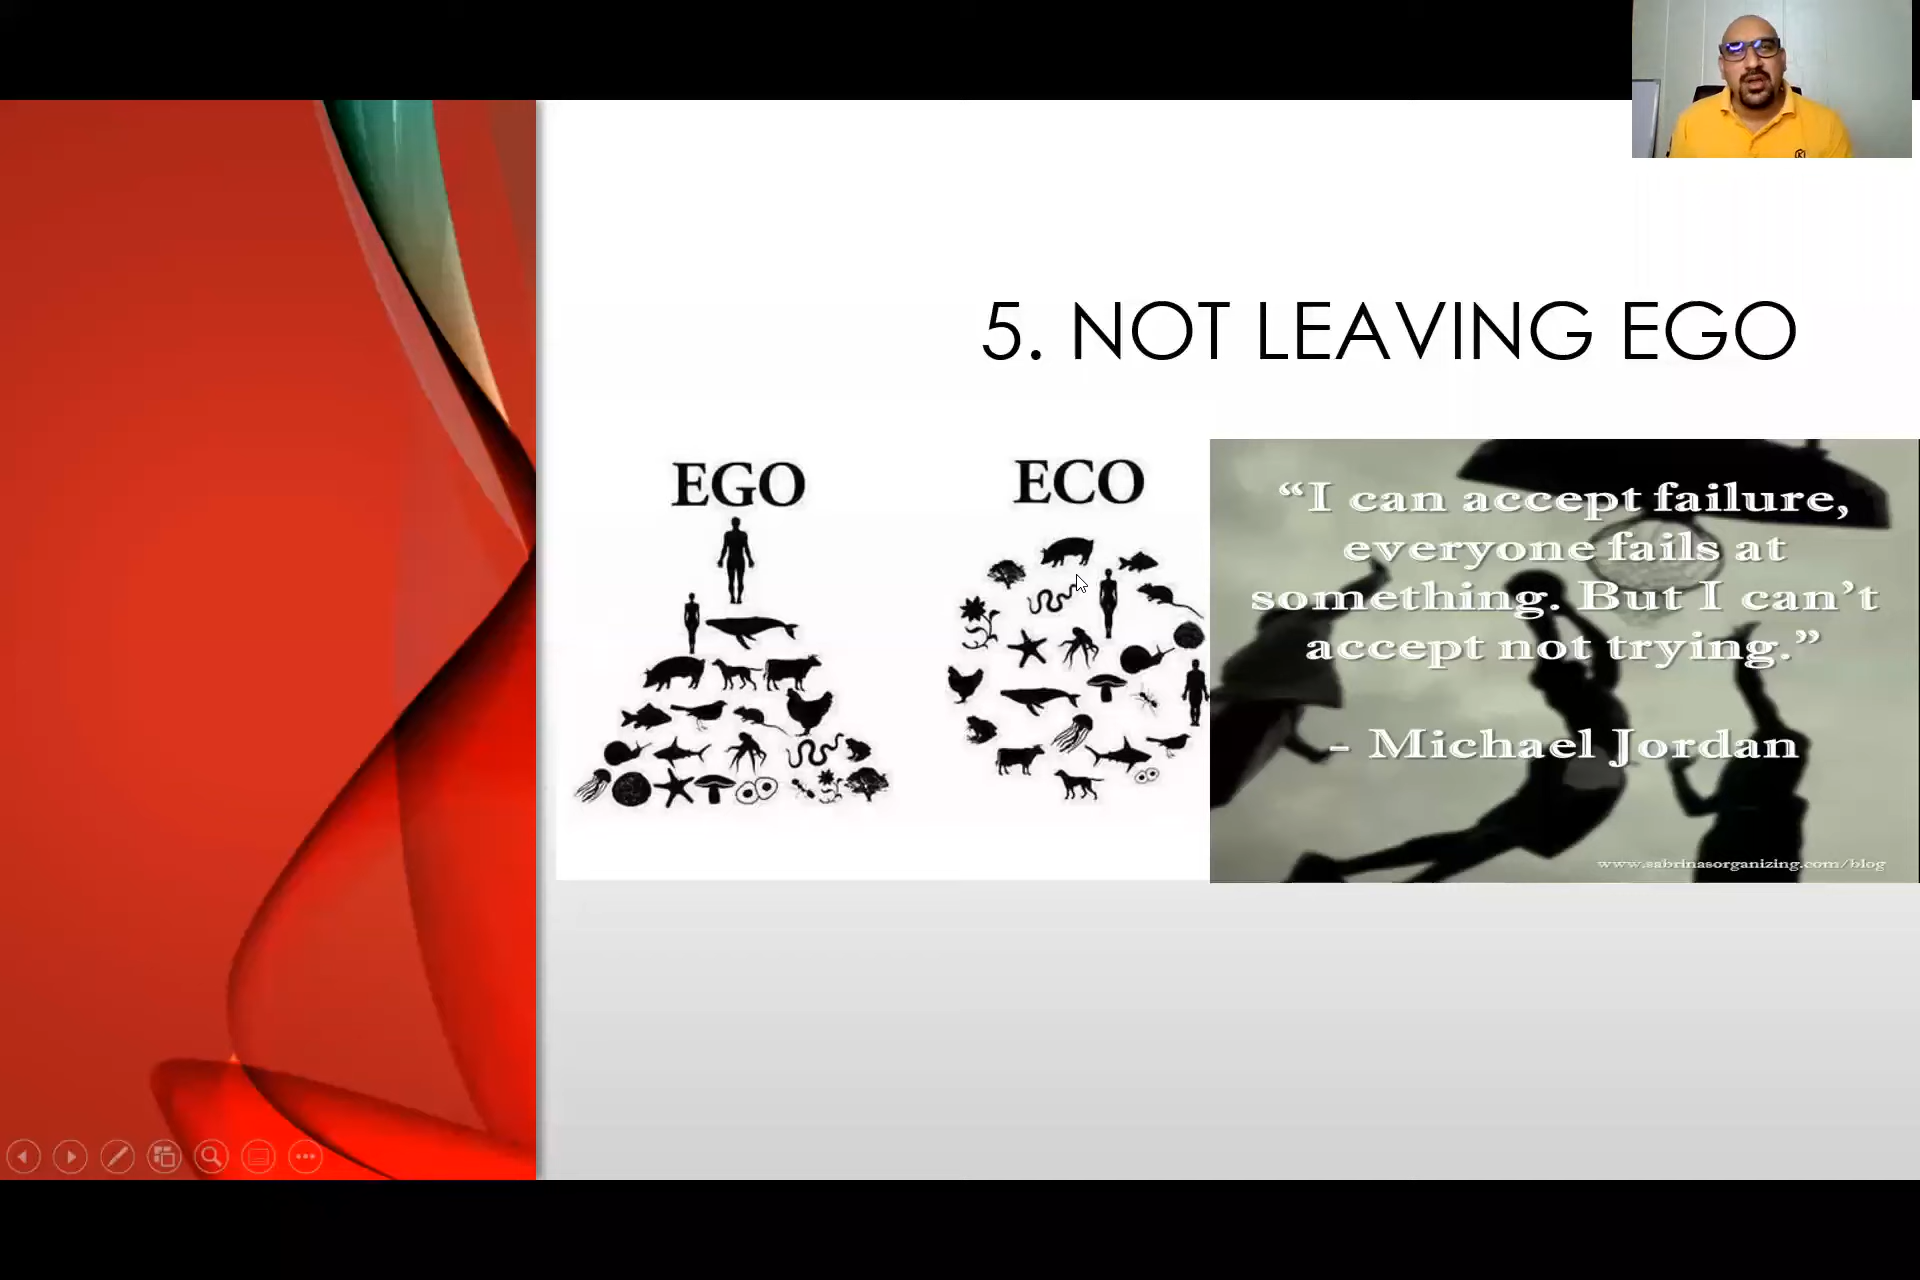 5. NOT LEAVING EGO
EGO
ECO
“I can accept failure,
everyone fails at
something. But I can’t
accept not trying.”
- Michael Jordan
www.sabrinasorganizing.com/blog